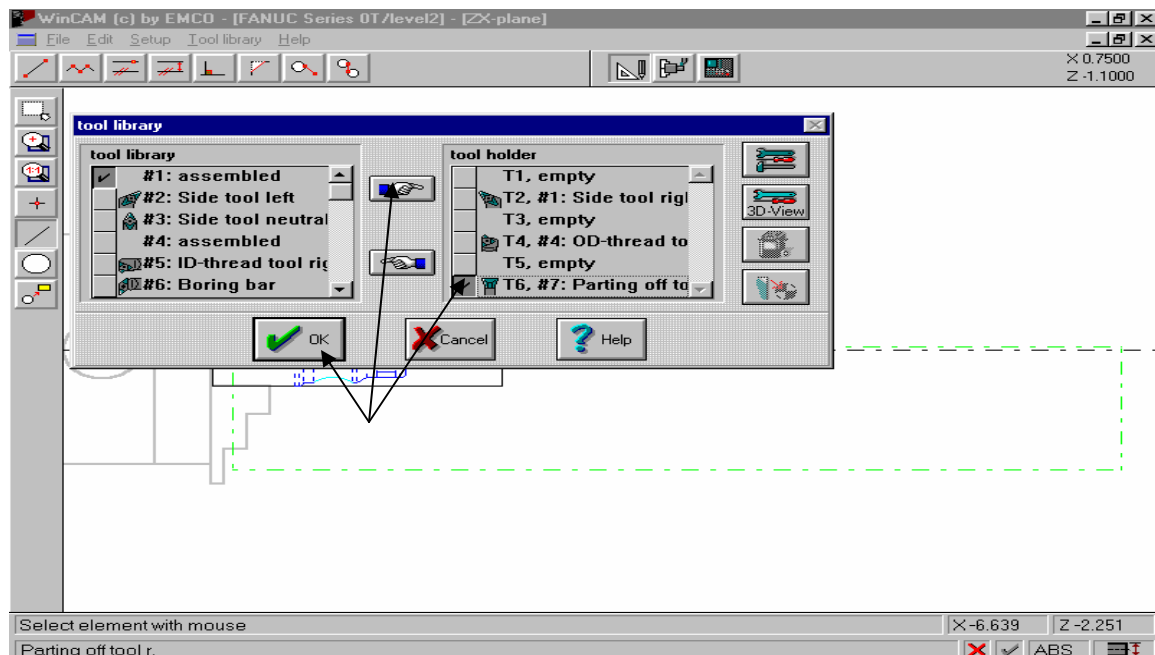 WinCAM (c) by EMCO - [FANUC Series 0T/level2] - [ZX-plane]
File Edit Setup Tool library Help
X 0.7500
Z -1.1000
tool library
tool library
#1: assembled
#2: Side tool left
#3: Side tool neutral
#4: assembled
#5: ID-thread tool rig
#6: Boring bar
tool holder
T1, empty
T2, #1: Side tool rigl
T3, empty
T4, #4: OD-thread to
T5, empty
T6, #7: Parting off to
3D-View
OK
Cancel
Help
1:1
Select element with mouse
X -6.639
Z -2.251
Parting off tool r.
ABS